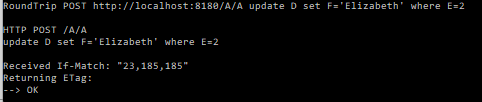 RoundTrip POST http://localhost:8180/A/A update D set F='Elizabeth' where E=2
HTTP POST /A/A
update D set F='Elizabeth' where E=2
Received If-Match: "23,185,185"
Returning ETag:
--> OK